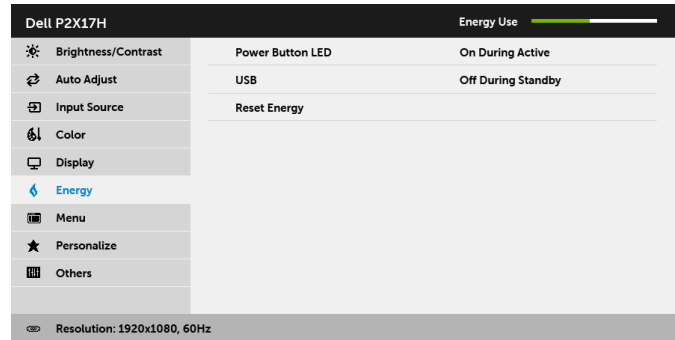 Dell P2X17H Energy Use
Brightness/Contrast Power Button LED On During Active
Auto Adjust USB Off During Standby
Input Source Reset Energy
Color
Display
Energy
Menu
Personalize
Others
Resolution: 1920x1080, 60Hz